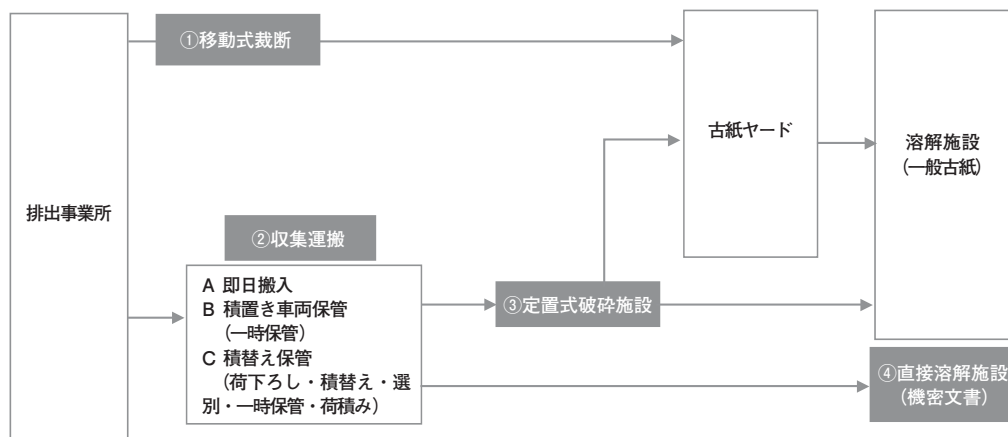 ①移動式裁断
古紙ヤード
溶解施設
(一般古紙)
排出事業所
②収集運搬
A 即日搬入
B 積置き車両保管
(一時保管)
C 積替え保管
(荷下ろし・積替え・選
別・一時保管・荷積み)
③定置式破砕施設
④直接溶解施設
(機密文書)